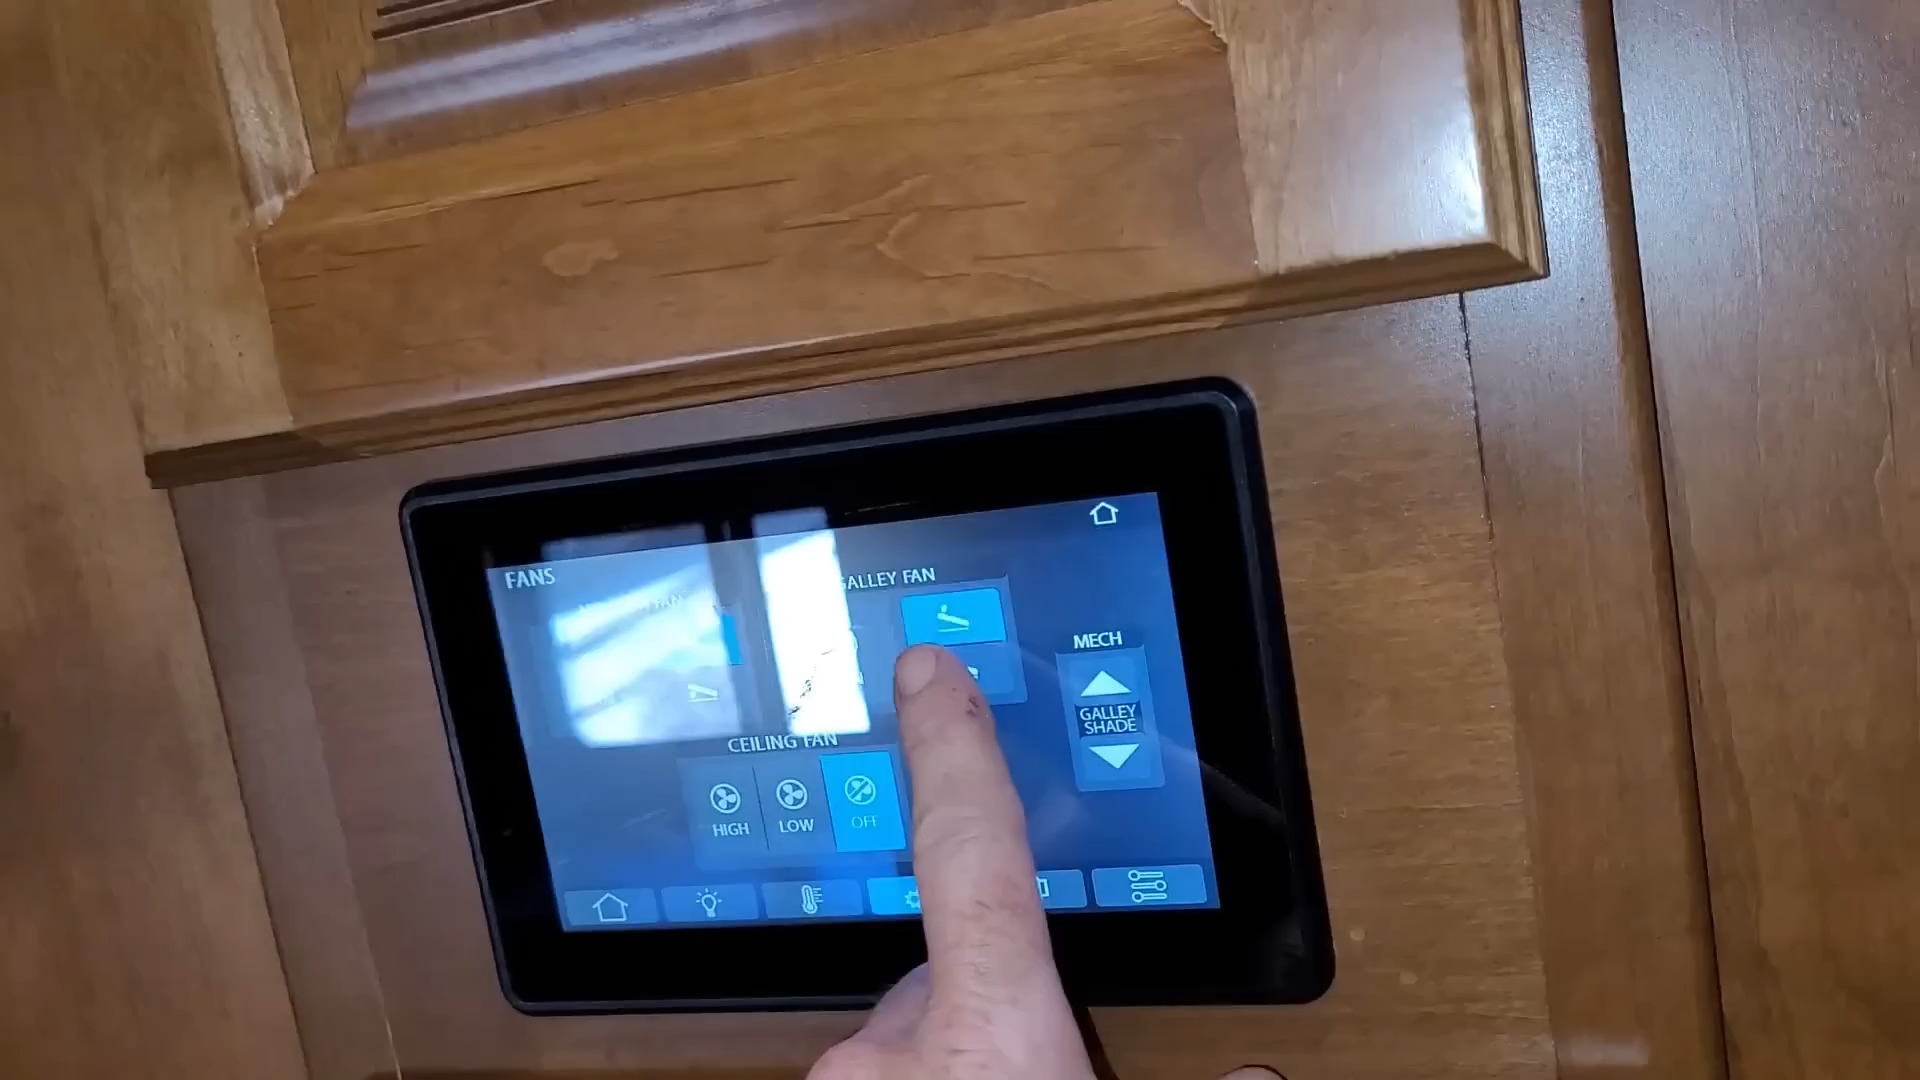 FANS
GALLEY FAN
MECH
GALLEY
SHADE
CEILING FAN
HIGH
LOW
OFF